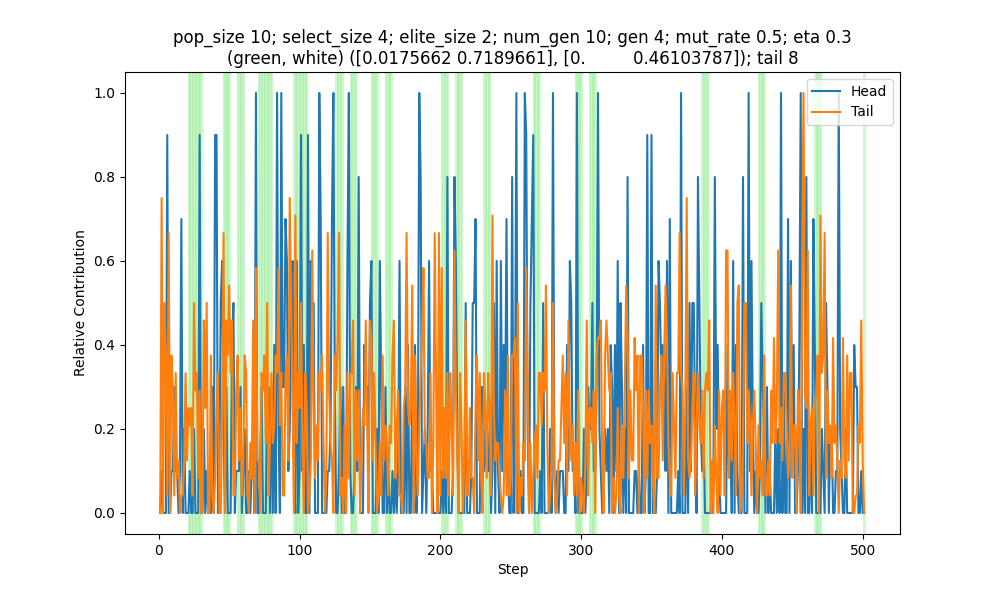 pop_size 10; select_size 4; elite_size 2; num_gen 10; gen 4; mut_rate 0.5; eta 0.3
(green, white) ([0.0175662 0.7189661], [0.         0.46103787]); tail 8
Head
Tail
Relative Contribution
1.0
0.8
0.6
0.4
0.2
0.0
0
100
200
300
400
500
Step